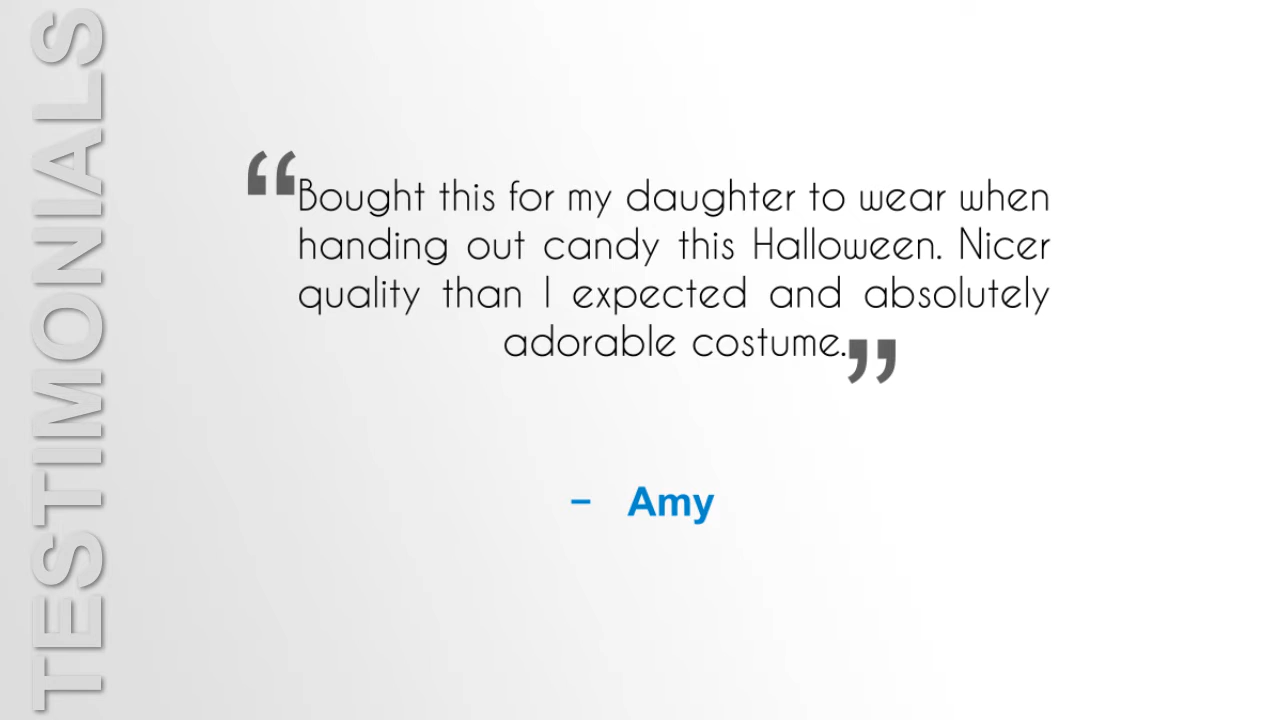 TESTIMONIALS
“Bought this for my daughter to wear when
handing out candy this Halloween. Nicer
quality than I expected and absolutely
adorable costume.”
– Amy